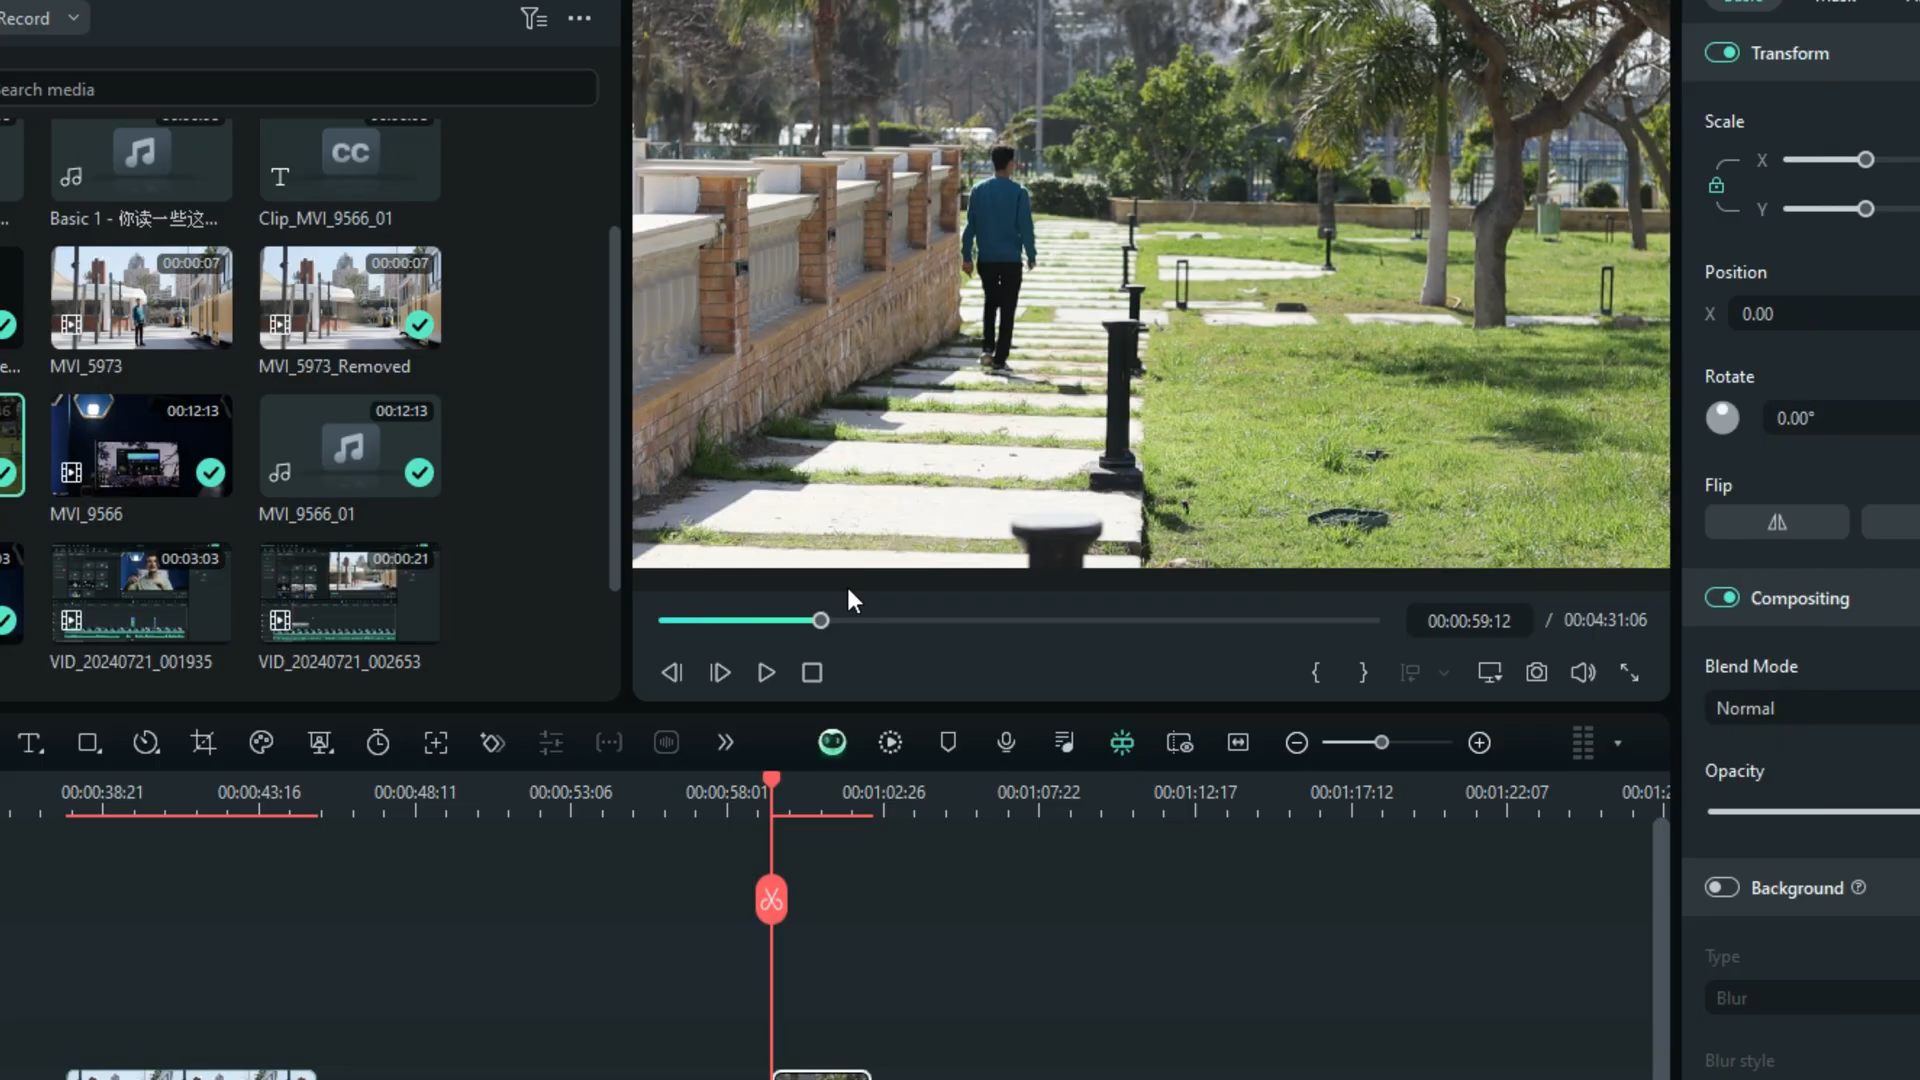 Record
Search media
Basic 1 - 你读一些这...
CC
T
Clip_MVI_9566_01
00:00:07
MVI_5973
00:00:07
MVI_5973_Removed
00:12:13
MVI_9566
00:12:13
MVI_9566_01
00:03:03
VID_20240721_001935
00:00:21
VID_20240721_002653
00:00:59:12 / 00:04:31:06
00:00:38:21
00:00:43:16
00:00:48:11
00:00:53:06
00:00:58:01
00:01:02:26
00:01:07:22
00:01:12:17
00:01:17:12
00:01:22:07
00:01:2
Transform
Scale
X
Y
Position
X 0.00
Rotate
0.00°
Flip
Compositing
Blend Mode
Normal
Opacity
Background
Type
Blur
Blur style